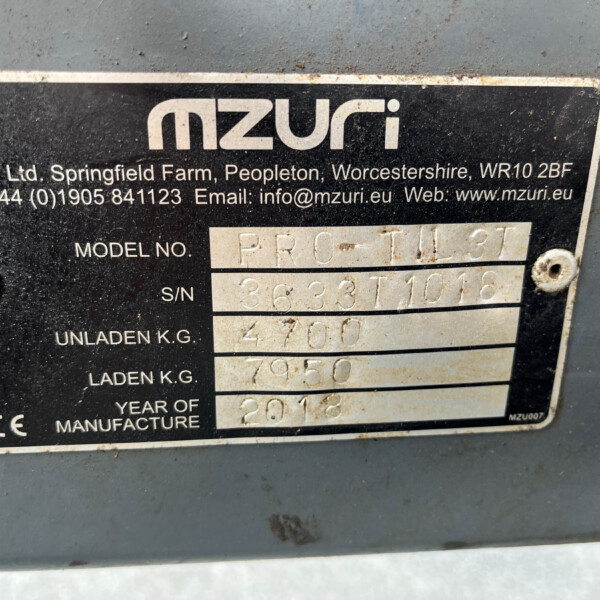 mzuri
Ltd. Springfield Farm, Peopleton, Worcestershire, WR10 2BF
44 (0)1905 841123 Email: info@mzuri.eu Web: www.mzuri.eu
MODEL NO. PRO-TIL3T
S/N 3633T1018
UNLADEN K.G. 4700
LADEN K.G. 7950
YEAR OF MANUFACTURE 2018
CE
MZU007